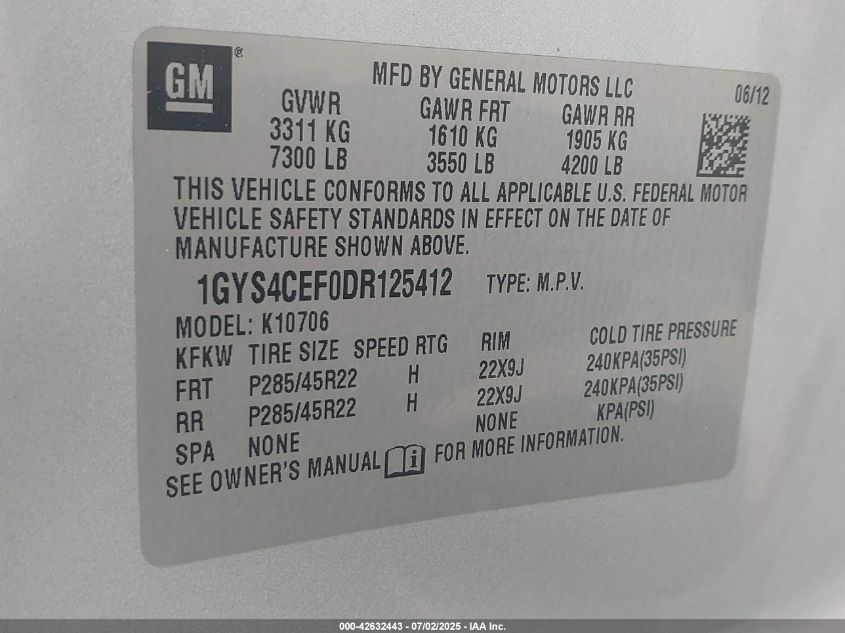 GM®
MFD BY GENERAL MOTORS LLC 06/12
GVWR GAWR FRT GAWR RR
3311 KG 1610 KG 1905 KG
7300 LB 3550 LB 4200 LB
THIS VEHICLE CONFORMS TO ALL APPLICABLE U.S. FEDERAL MOTOR
VEHICLE SAFETY STANDARDS IN EFFECT ON THE DATE OF
MANUFACTURE SHOWN ABOVE.
1GYS4CEF0DR125412 TYPE: M.P.V.
MODEL: K10706
KFKW TIRE SIZE SPEED RTG RIM COLD TIRE PRESSURE
FRT P285/45R22 H 22X9J 240KPA(35PSI)
RR P285/45R22 H 22X9J 240KPA(35PSI)
SPA NONE NONE KPA(PSI)
SEE OWNER'S MANUAL i FOR MORE INFORMATION.
000-42632443 - 07/02/2025 - IAA Inc.